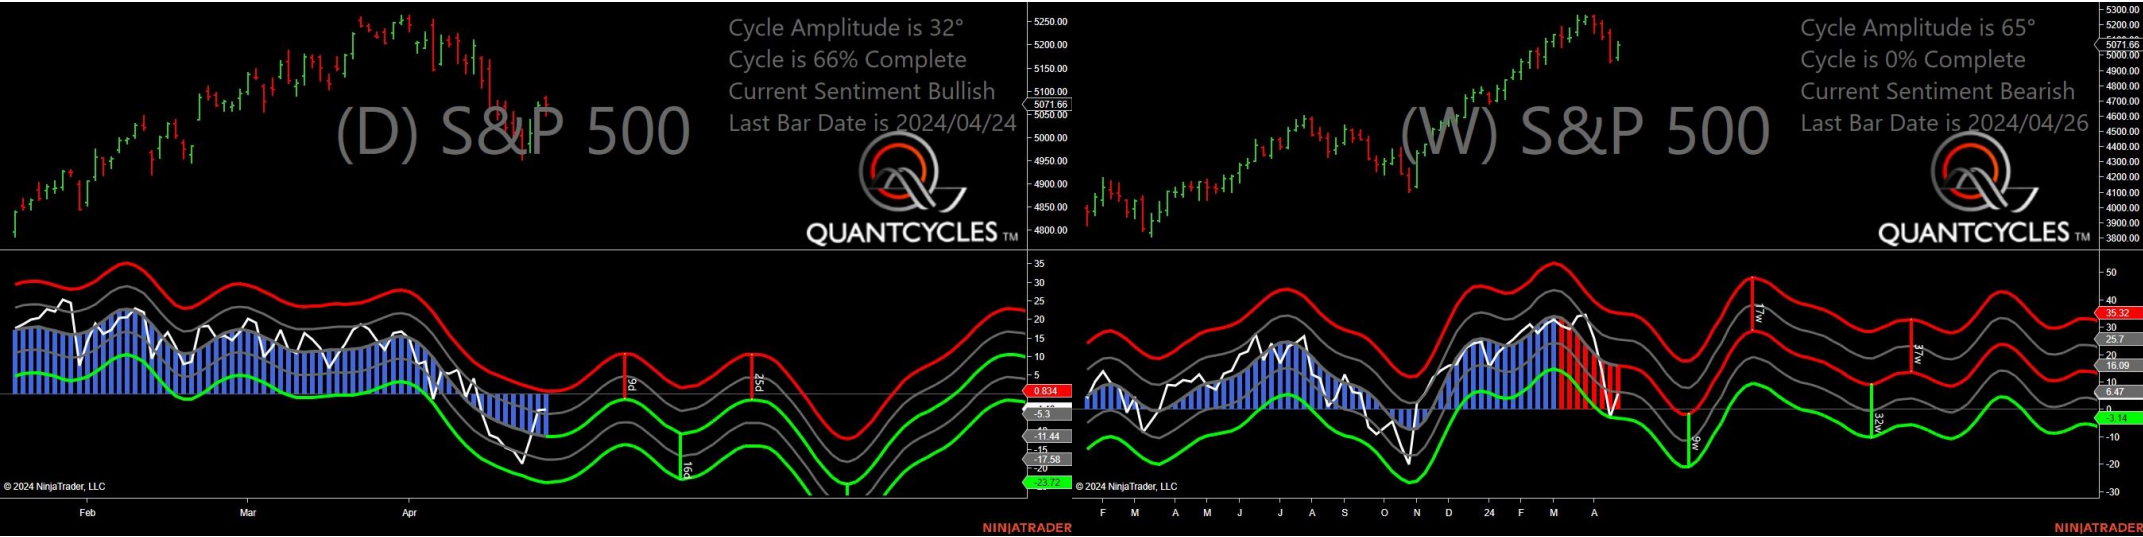 Cycle Amplitude is 32°
Cycle is 66% Complete
Current Sentiment Bullish
Last Bar Date is 2024/04/24
(D) S&P 500
QUANTCYCLES TM
5250.00
5200.00
5150.00
5100.00
5071.66
5050.00
5000.00
4950.00
4900.00
4850.00
4800.00
35
30
25
20
15
10
5
0.834
-5.3
-11.44
-15
-17.58
-20
-23.72
9d
16d
25d
© 2024 NinjaTrader, LLC
Feb Mar Apr
NINJATRADER
Cycle Amplitude is 65°
Cycle is 0% Complete
Current Sentiment Bearish
Last Bar Date is 2024/04/26
(W) S&P 500
QUANTCYCLES TM
5300.00
5200.00
5071.66
5000.00
4900.00
4800.00
4700.00
4600.00
4500.00
4400.00
4300.00
4200.00
4100.00
4000.00
3900.00
3800.00
50
40
35.32
30
25.7
20
16.09
10
6.47
0
-3.14
-10
-20
-30
9w
17w
32w
37w
© 2024 NinjaTrader, LLC
F M A M J J A S O N D 24 F M A
NINJATRADER